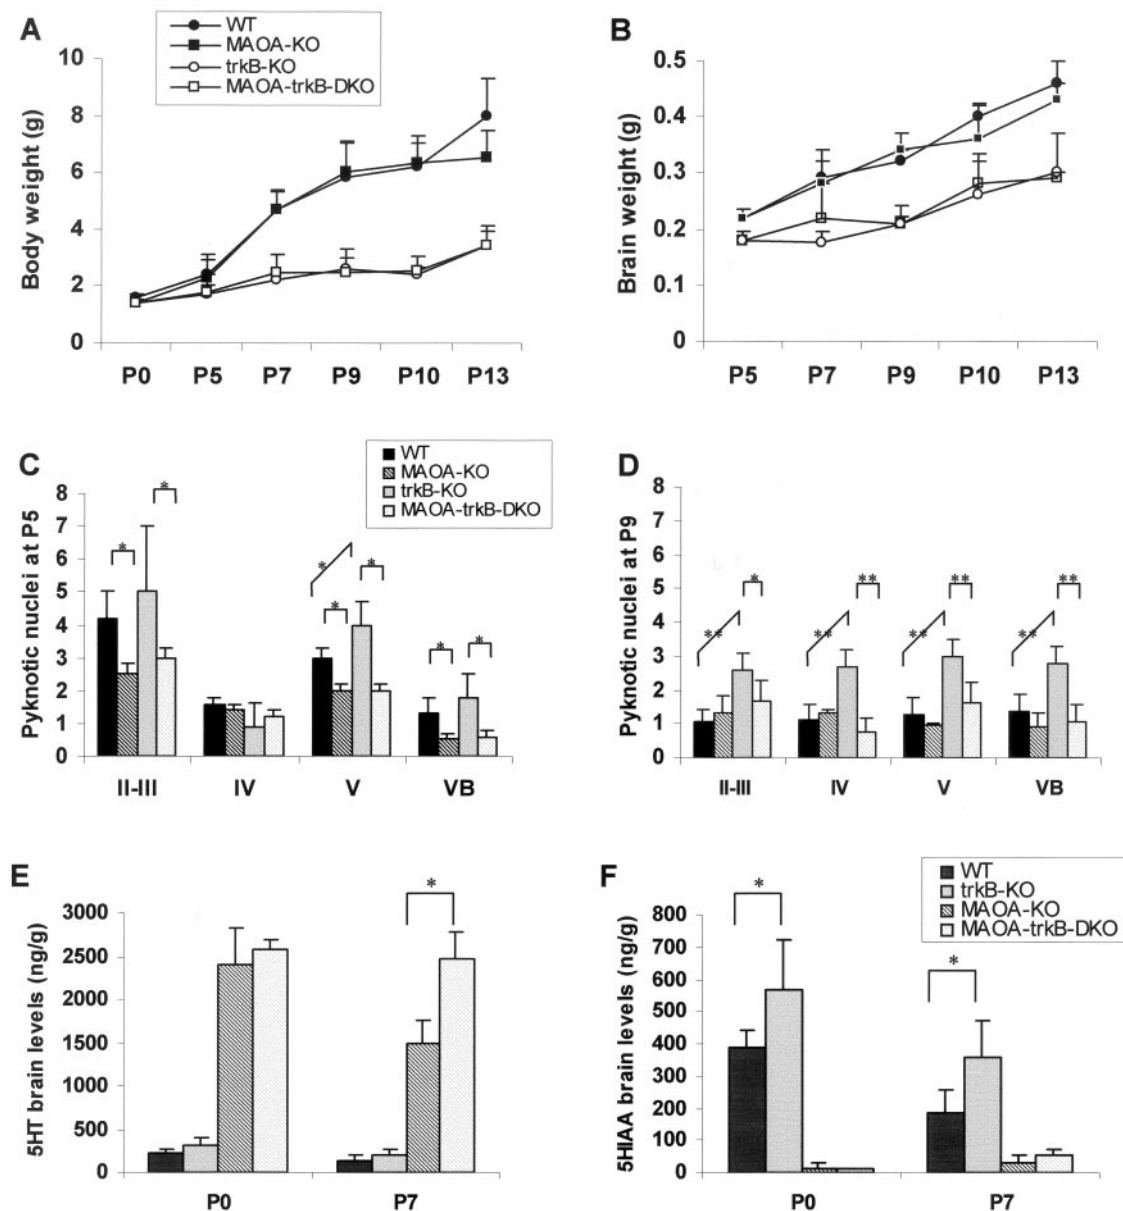 A
WT
MAOA-KO
trkB-KO
MAOA-trkB-DKO
Body weight (g)
10
8
6
4
2
0
P0 P5 P7 P9 P10 P13
B
Brain weight (g)
0.5
0.4
0.3
0.2
0.1
0
P5 P7 P9 P10 P13
C
WT
MAOA-KO
trkB-KO
MAOA-trkB-DKO
Pyknotic nuclei at P5
8
7
6
5
4
3
2
1
0
* * * * * * *
II-III IV V VB
D
Pyknotic nuclei at P9
8
7
6
5
4
3
2
1
0
* ** ** **
** ** ** **
II-III IV V VB
E
5HT brain levels (ng/g)
3000
2500
2000
1500
1000
500
0
*
P0 P7
F
WT
trkB-KO
MAOA-KO
MAOA-trkB-DKO
5HIAA brain levels (ng/g)
800
700
600
500
400
300
200
100
0
* *
P0 P7